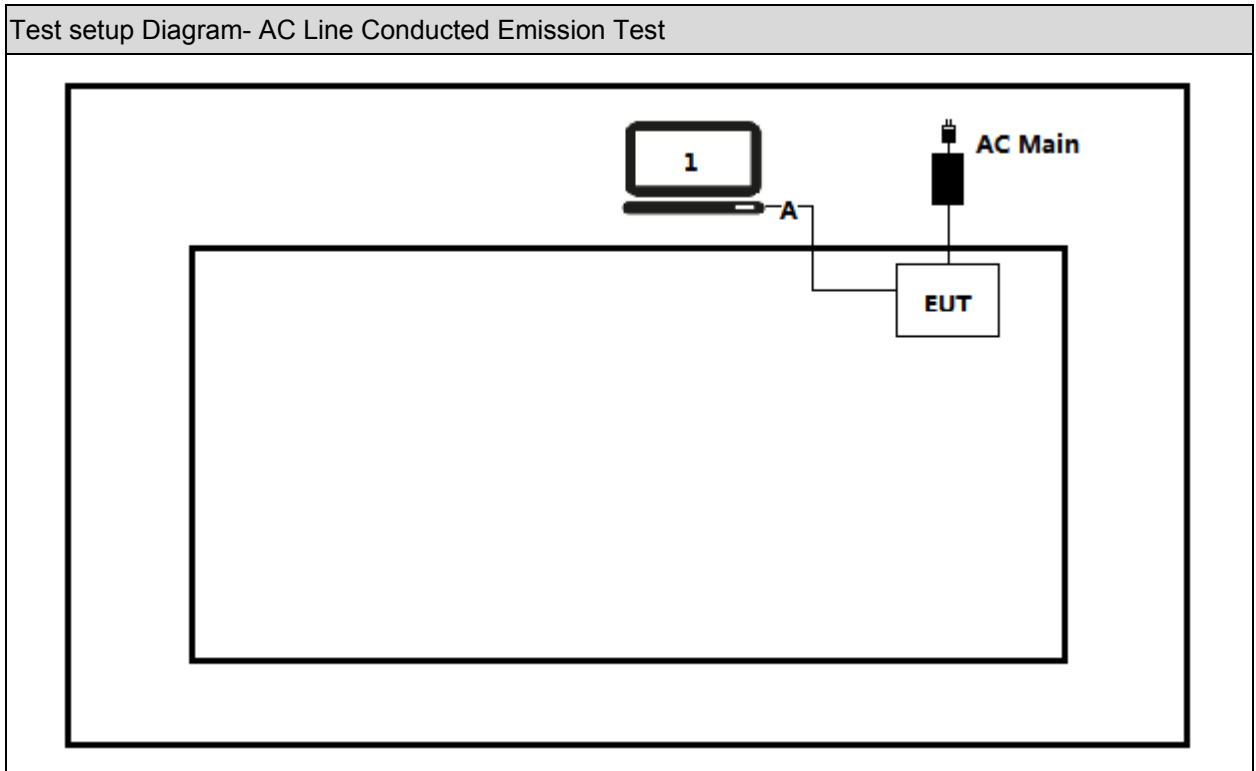 Test setup Diagram- AC Line Conducted Emission Test
1
AC Main
A
EUT